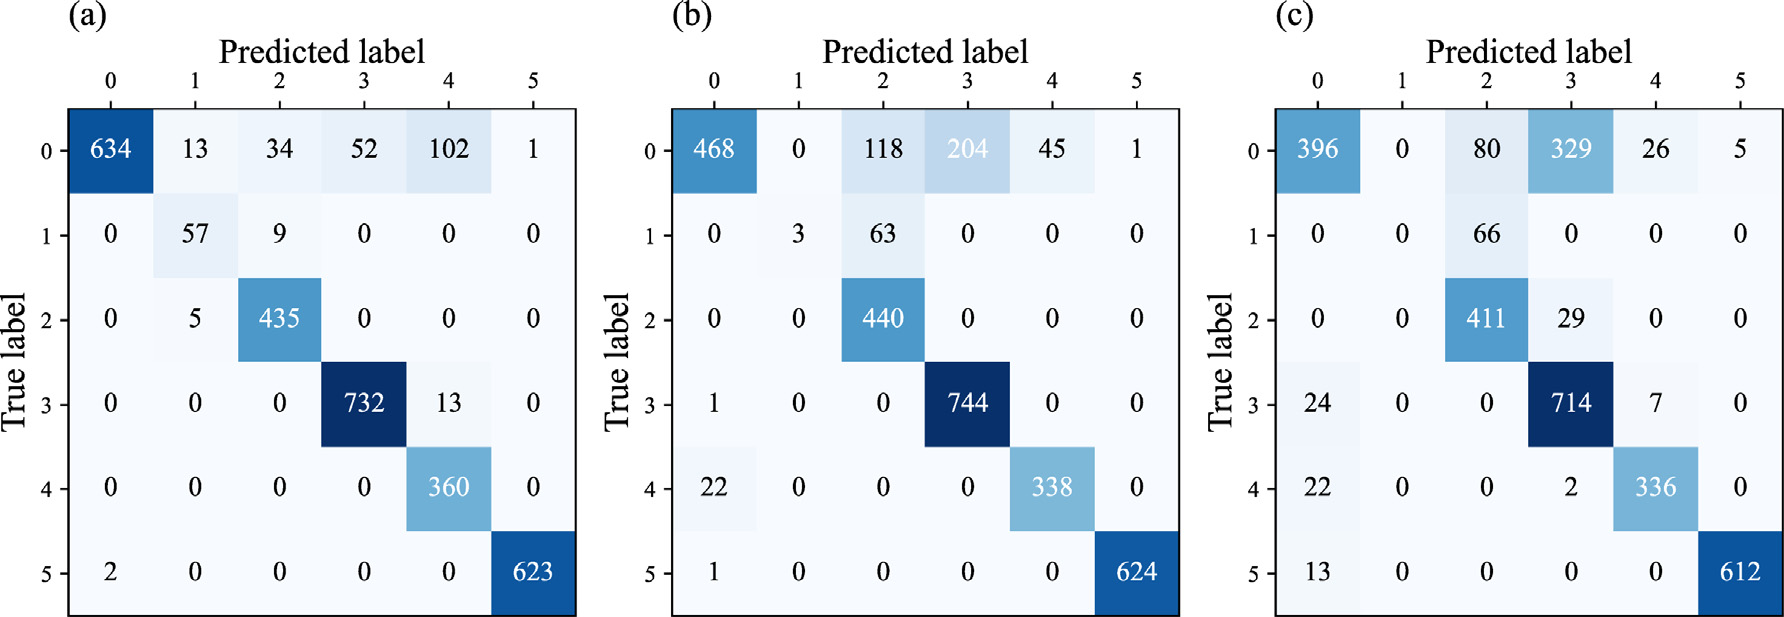 (a)
Predicted label
0 1 2 3 4 5
True label
0 634 13 34 52 102 1
1 0 57 9 0 0 0
2 0 5 435 0 0 0
3 0 0 0 732 13 0
4 0 0 0 0 360 0
5 2 0 0 0 0 623
(b)
Predicted label
0 1 2 3 4 5
True label
0 468 0 118 204 45 1
1 0 3 63 0 0 0
2 0 0 440 0 0 0
3 1 0 0 744 0 0
4 22 0 0 0 338 0
5 1 0 0 0 0 624
(c)
Predicted label
0 1 2 3 4 5
True label
0 396 0 80 329 26 5
1 0 0 66 0 0 0
2 0 0 411 29 0 0
3 24 0 0 714 7 0
4 22 0 0 2 336 0
5 13 0 0 0 0 612